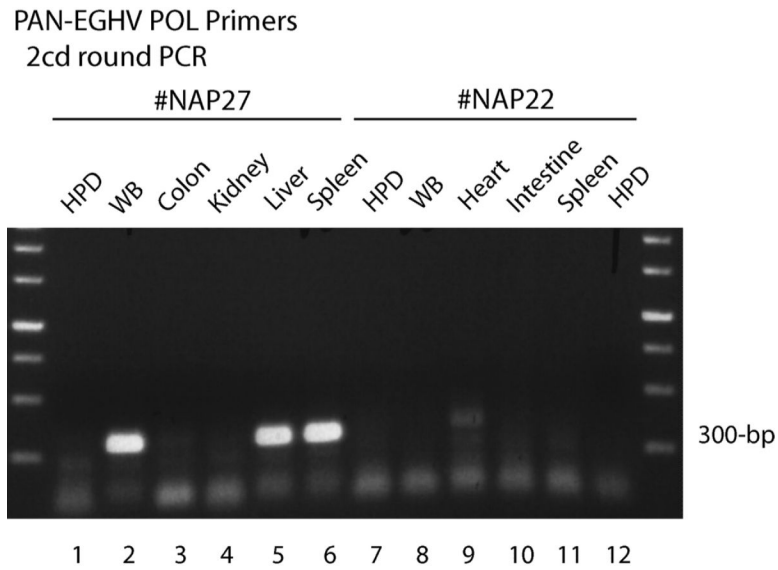 PAN-EGHV POL Primers
2cd round PCR
#NAP27 #NAP22
HPD WB Colon Kidney Liver Spleen HPD WB Heart Intestine Spleen HPD
300-bp
1 2 3 4 5 6 7 8 9 10 11 12